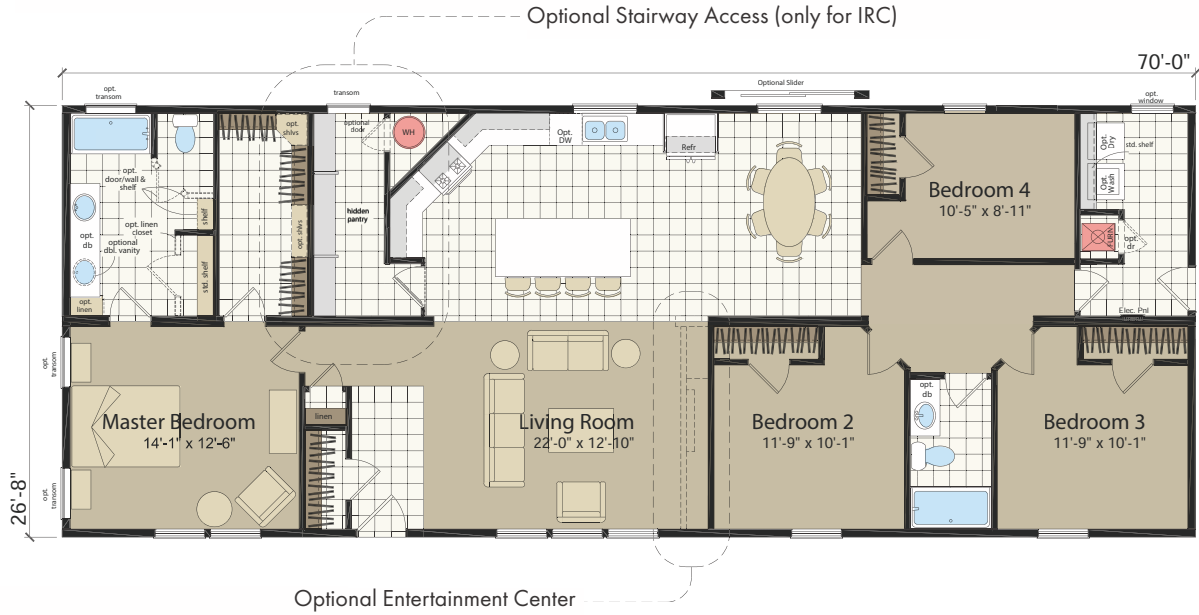 Optional Stairway Access (only for IRC)
70'-0"
opt.
transom
transom
Optional Slider
opt.
window
optional
door
WH
opt.
shlvs
Opt.
DW
Refr
Opt.
Dry
std. shelf
Opt.
Wash
Bedroom 4
10'-5" x 8'-11"
opt.
door/wall &
shelf
hidden
pantry
shelf
opt. linen
closet
opt.
db
optional
dbl. vanity
opt. shlvs
std. shelf
FURN
opt.
dr
opt.
linen
Elec. Pnl
opt.
transom
Master Bedroom
14'-1" x 12'-6"
linen
Living Room
22'-0" x 12'-10"
Bedroom 2
11'-9" x 10'-1"
opt.
db
Bedroom 3
11'-9" x 10'-1"
opt.
transom
26'-8"
Optional Entertainment Center